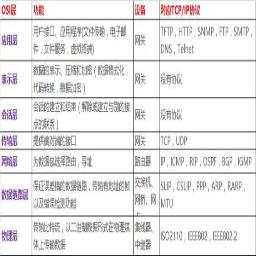 OSI层 功能 设备 对应TCP/IP协议
应用层 用户接口、应用程序(文件传输,电子邮件,文件服务,虚拟终端) 网关 TFTP,HTTP,SNMP,FTP,SMTP,DNS,Telnet
表示层 数据的表示、压缩和加密(数据格式化,代码转换,数据加密) 网关 没有协议
会话层 会话的建立和结束(解除或建立与别的接点的联系) 网关 没有协议
传输层 提供端对端的接口 网关 TCP,UDP
网络层 为数据包选择路由,寻址 路由器 IP,ICMP,RIP,OSPF,BGP,IGMP
数据链路层 保证误差错的数据链路,传输有地址的帧以及错误检测功能 交换机、网桥、网卡 SLIP,CSLIP,PPP,ARP,RARP,MTU
物理层 传输比特流,以二进制数据形式在物理媒体上传输数据 集线器、中继器 ISO2110,IEEE802,IEEE802.2